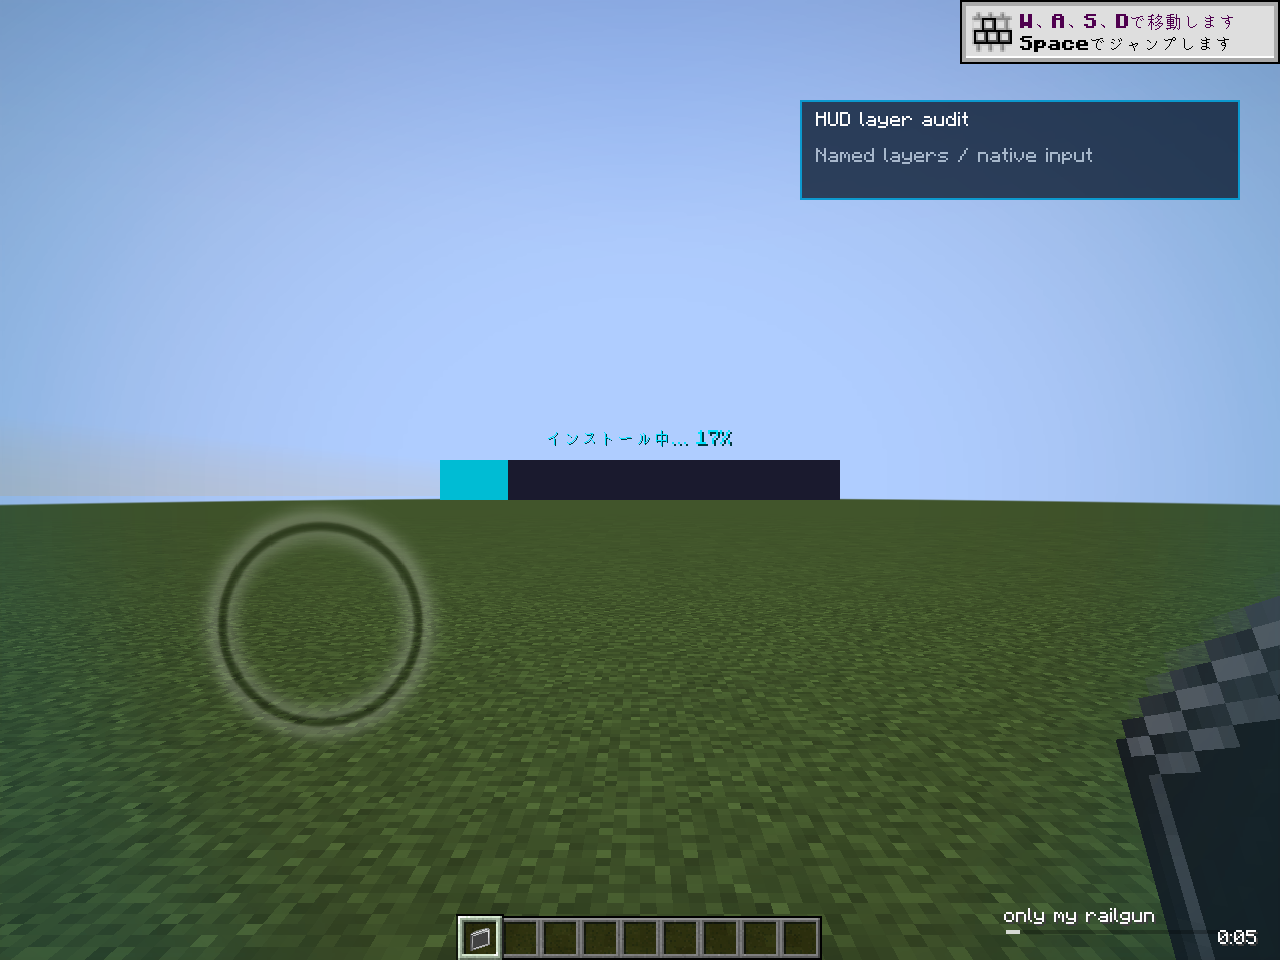 W、A、S、Dで移動します
Spaceでジャンプします
HUD layer audit
Named layers / native input
インストール中... 17%
only my railgun
0:05